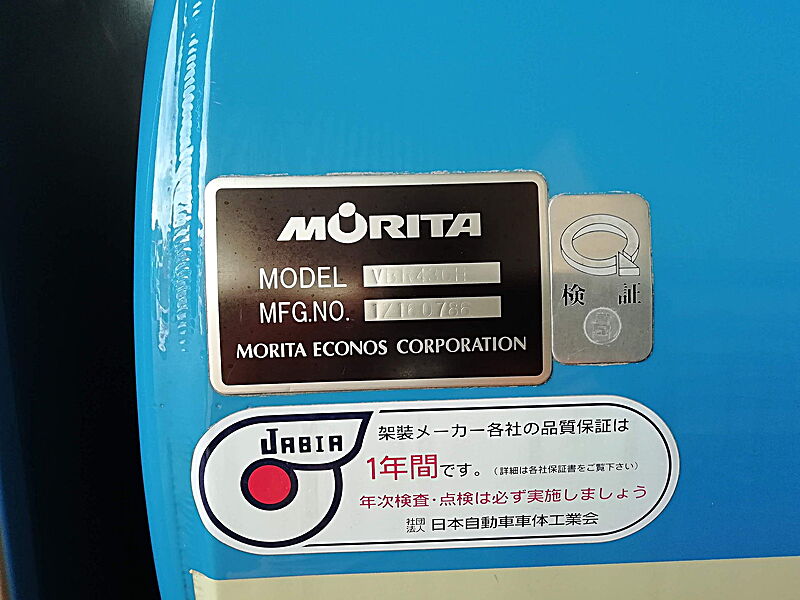 MORITA
MODEL
MFG.NO. 17160786
MORITA ECONOS CORPORATION
検 証
JABIA
架装メーカー各社の品質保証は
1年間です。(詳細は各社保証書をご覧下さい)
年次検査・点検は必ず実施しましょう
社団法人 日本自動車車体工業会